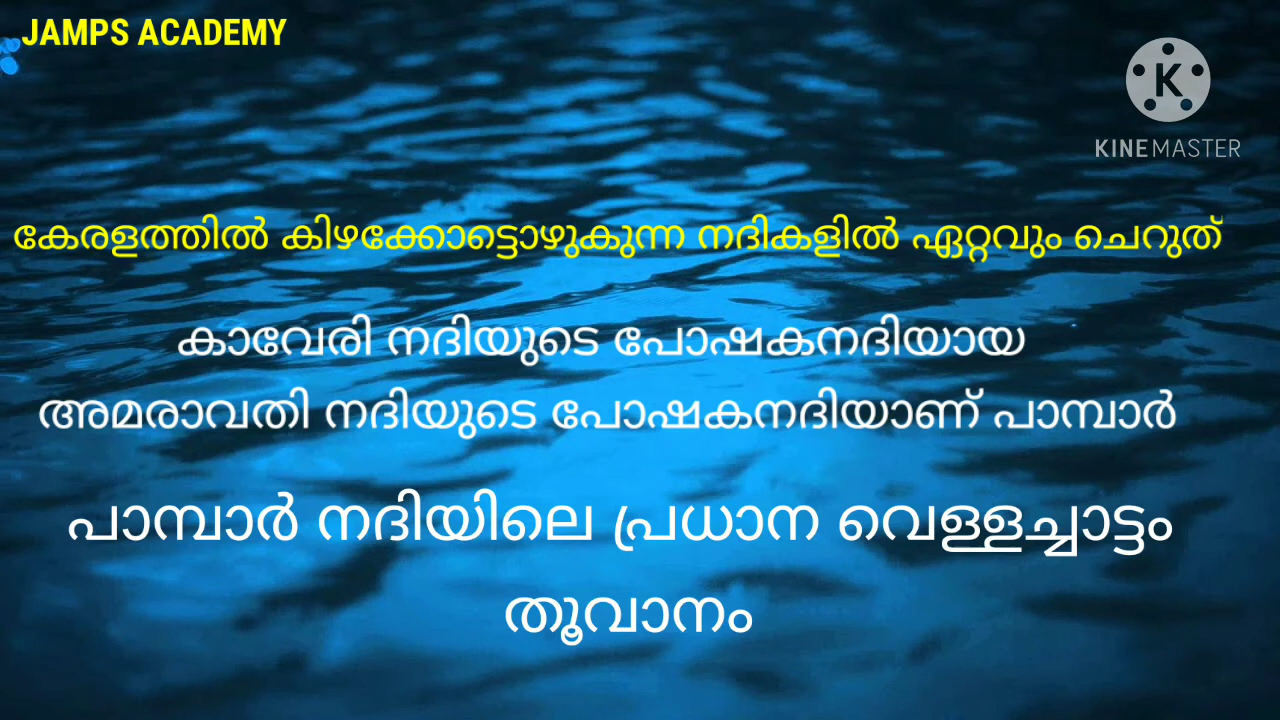 JAMPS ACADEMY
K
KINEMASTER
കേരളത്തിൽ കിഴക്കോട്ടൊഴുകുന്ന നദികളിൽ ഏറ്റവും ചെറുത്
കാവേരി നദിയുടെ പോഷകനദിയായ
അമരാവതി നദിയുടെ പോഷകനദിയാണ് പാമ്പാർ
പാമ്പാർ നദിയിലെ പ്രധാന വെള്ളച്ചാട്ടം
തൂവാനം